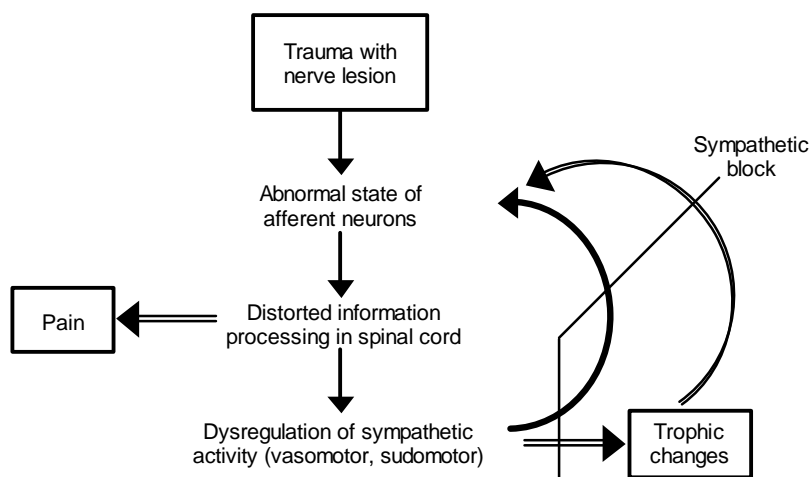 Trauma with
nerve lesion
Sympathetic
block
Abnormal state of
afferent neurons
Pain
Distorted information
processing in spinal cord
Dysregulation of sympathetic
activity (vasomotor, sudomotor)
Trophic
changes